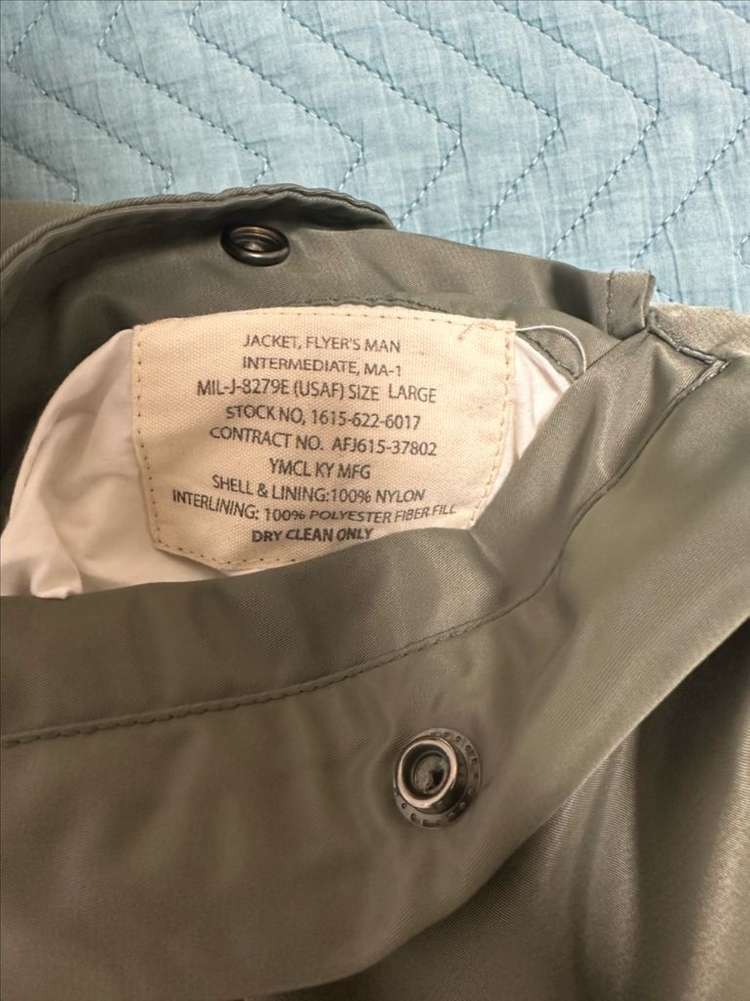 JACKET, FLYER'S MAN
INTERMEDIATE, MA-1
MIL-J-8279E (USAF) SIZE LARGE
STOCK NO, 1615-622-6017
CONTRACT NO. AFJ615-37802
YMCL KY MFG
SHELL & LINING:100% NYLON
INTERLINING: 100% POLYESTER FIBER FILL
DRY CLEAN ONLY